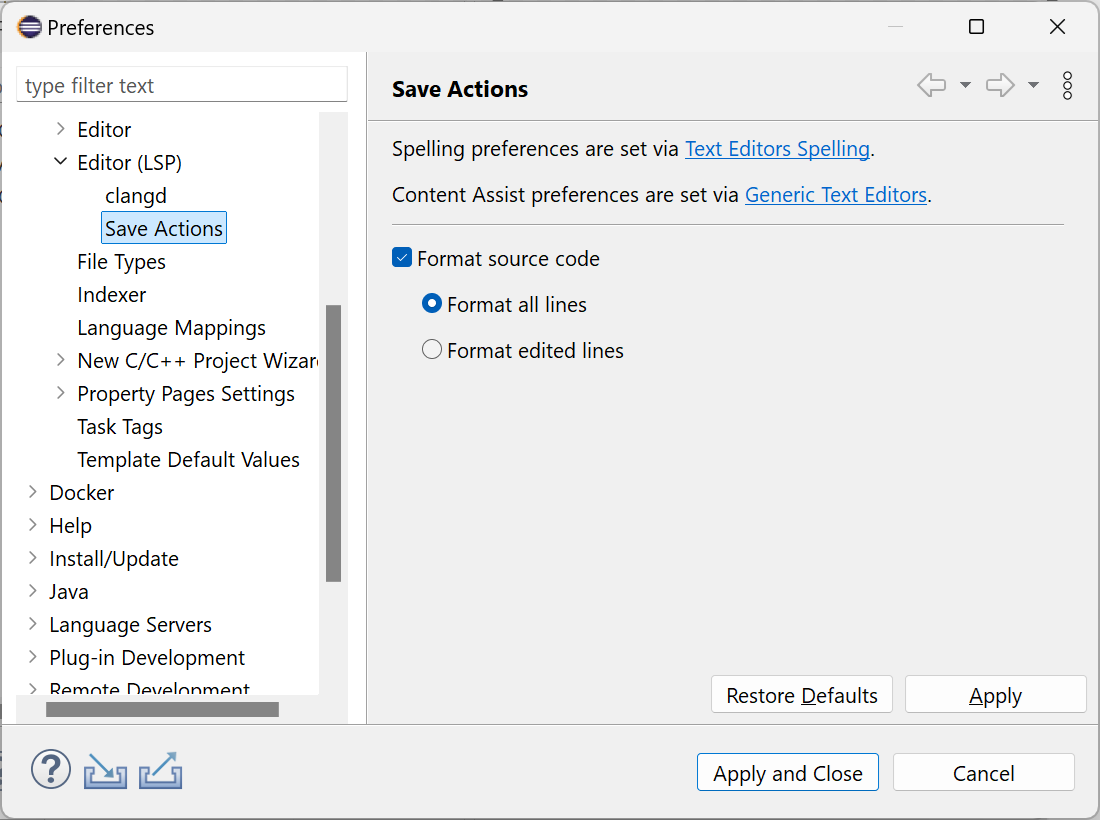 Preferences
type filter text
Editor
Editor (LSP)
clangd
Save Actions
File Types
Indexer
Language Mappings
New C/C++ Project Wizar
Property Pages Settings
Task Tags
Template Default Values
Docker
Help
Install/Update
Java
Language Servers
Plug-in Development
Remote Development
Save Actions
Spelling preferences are set via Text Editors Spelling.
Content Assist preferences are set via Generic Text Editors.
Format source code
Format all lines
Format edited lines
Restore Defaults
Apply
?
Apply and Close
Cancel